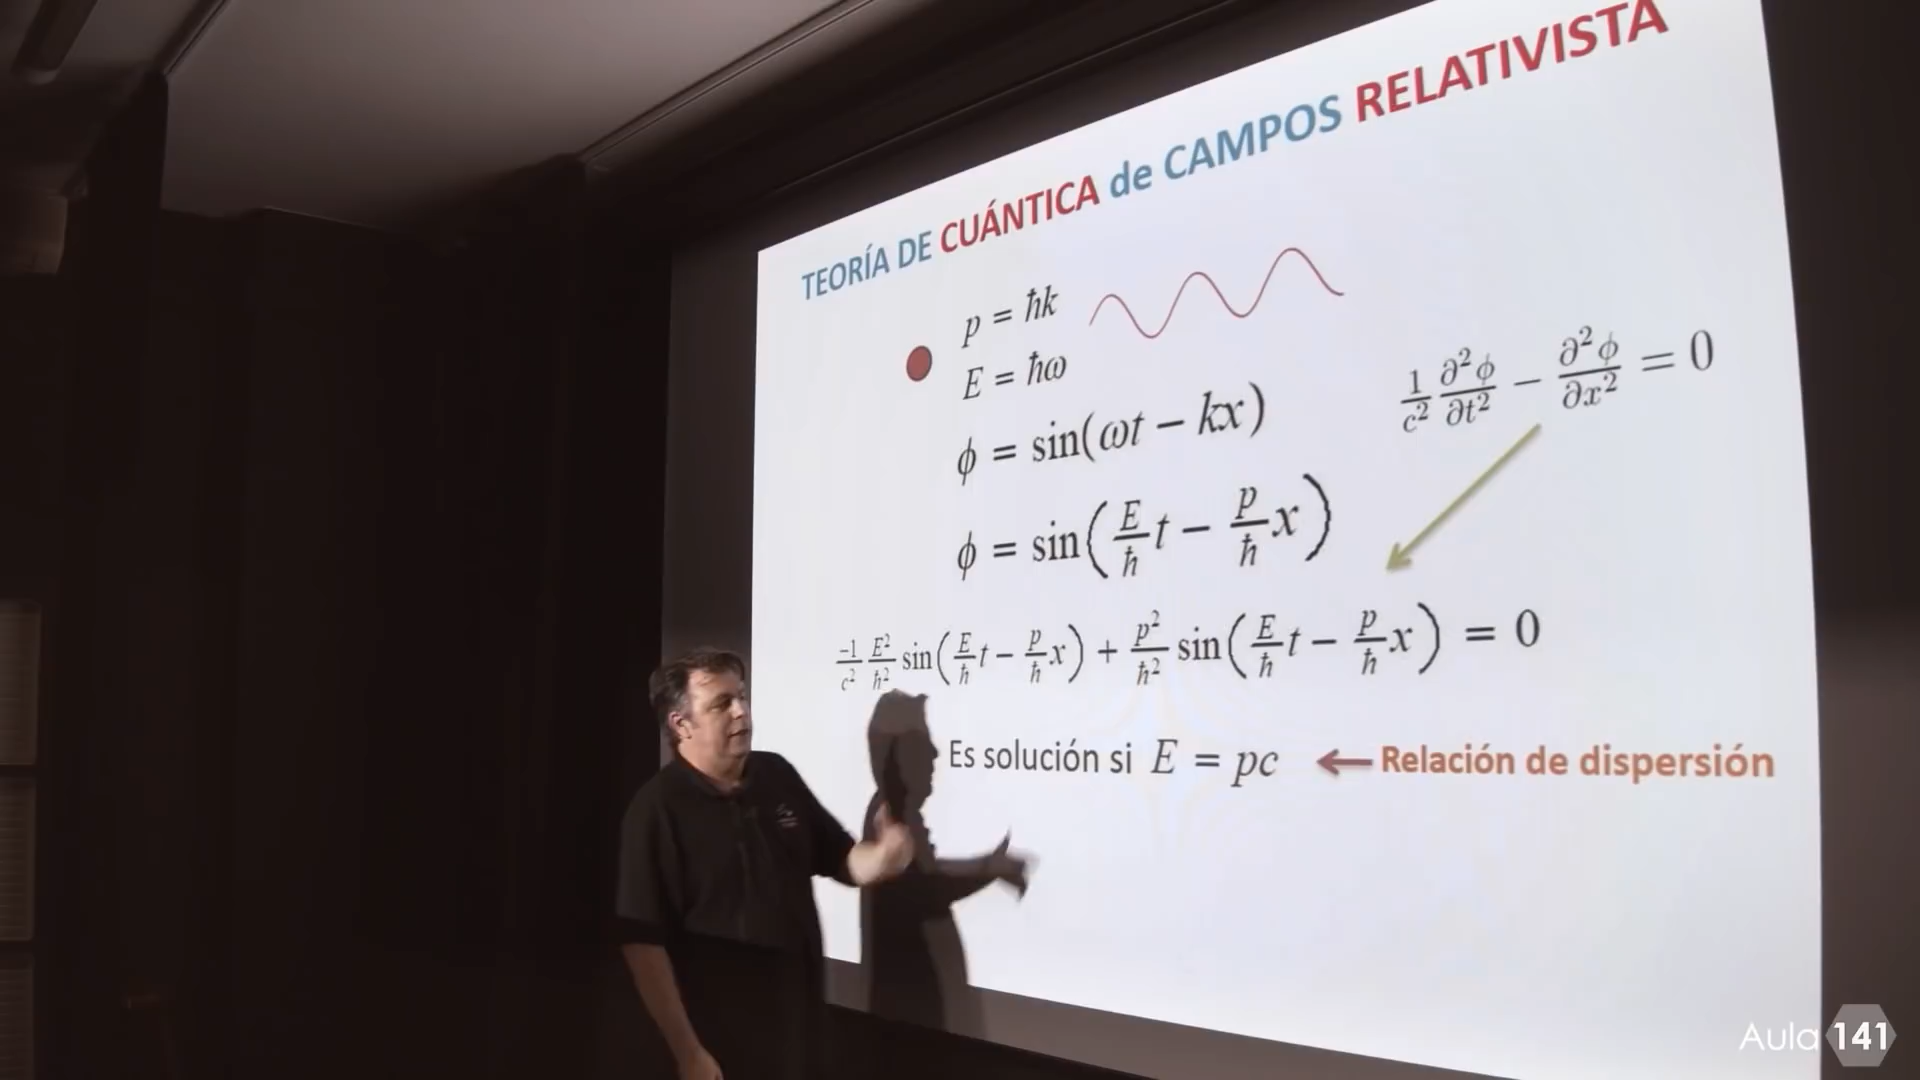 TEORÍA DE CUÁNTICA de CAMPOS RELATIVISTA
p = ħk
E = ħω
ϕ = sin(ωt − kx)
1/c² ∂²ϕ/∂t² − ∂²ϕ/∂x² = 0
ϕ = sin(E/ħ t − p/ħ x)
−1/c² E²/ħ² sin(E/ħ t − p/ħ x) + p²/ħ² sin(E/ħ t − p/ħ x) = 0
Es solución si E = pc ← Relación de dispersión
Aula 141